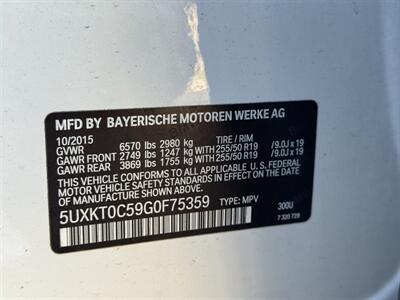 MFD BY BAYERISCHE MOTOREN WERKE AG
10/2015 TIRE / RIM
GVWR 6570 lbs 2980 kg
GAWR FRONT 2749 lbs 1247 kg WITH 255/50 R19 /9.0J x 19
GAWR REAR 3869 lbs 1755 kg WITH 255/50 R19 /9.0J x 19
THIS VEHICLE CONFORMS TO ALL APPLICABLE U. S. FEDERAL
MOTOR VEHICLE SAFETY
IN EFFECT ON THE DATE OF MANUFACTURE SHOWN ABOVE.
5UXKT0C59G0F75359 TYPE: MPV
300U
7 320 728